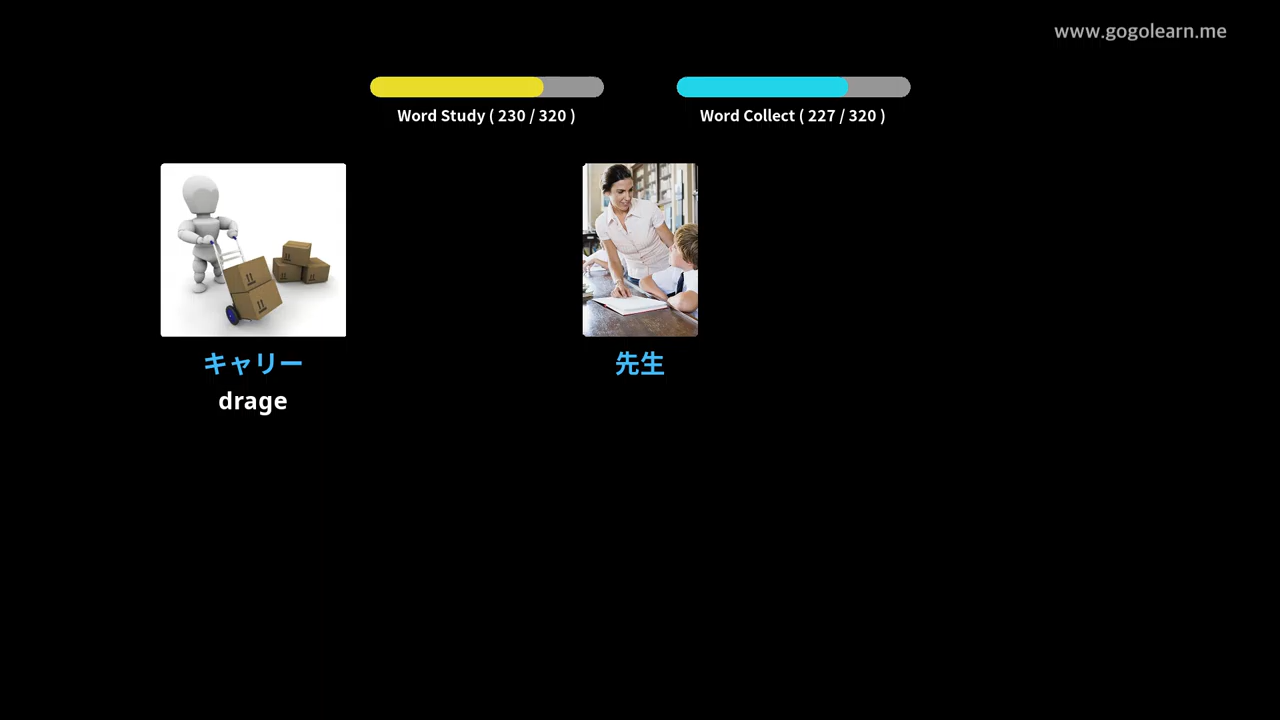 www.gogolearn.me
Word Study ( 230 / 320 )
Word Collect ( 227 / 320 )
キャリー
drage
先生